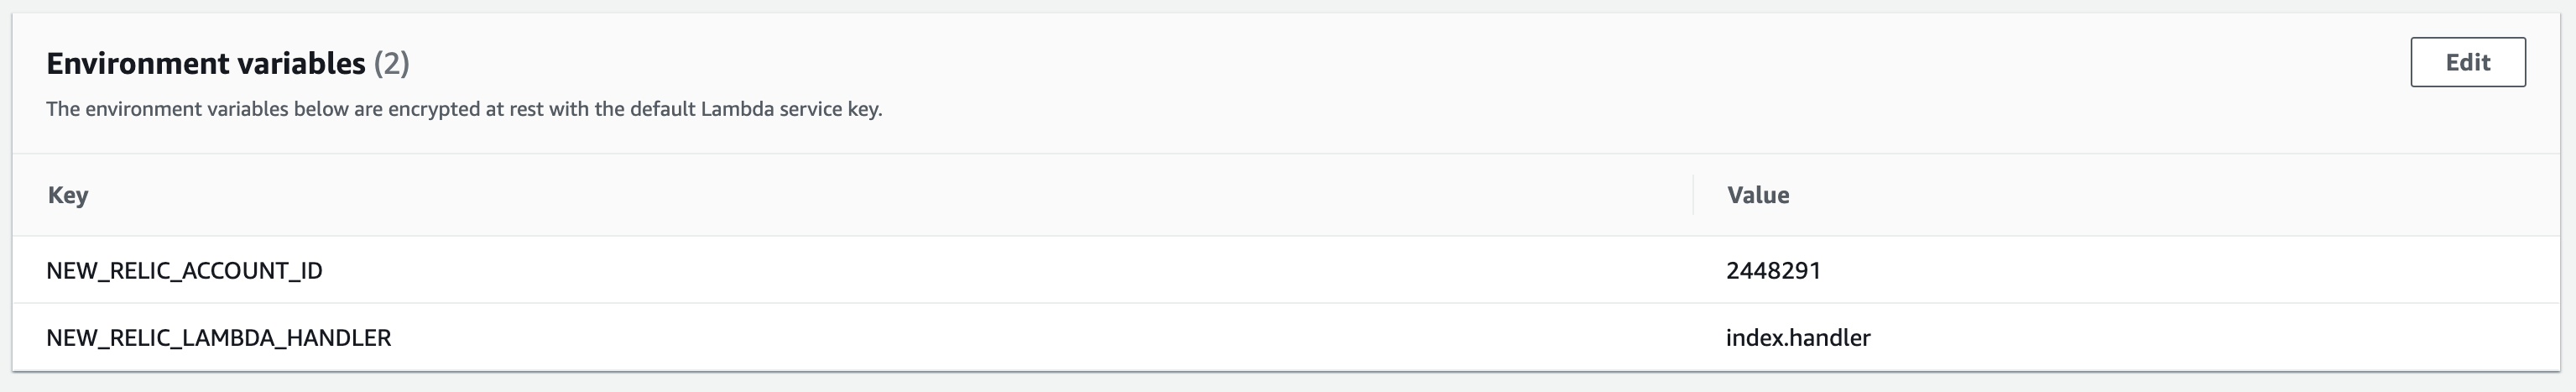 Environment variables (2)
Edit
The environment variables below are encrypted at rest with the default Lambda service key.
Key Value
NEW_RELIC_ACCOUNT_ID 2448291
NEW_RELIC_LAMBDA_HANDLER index.handler